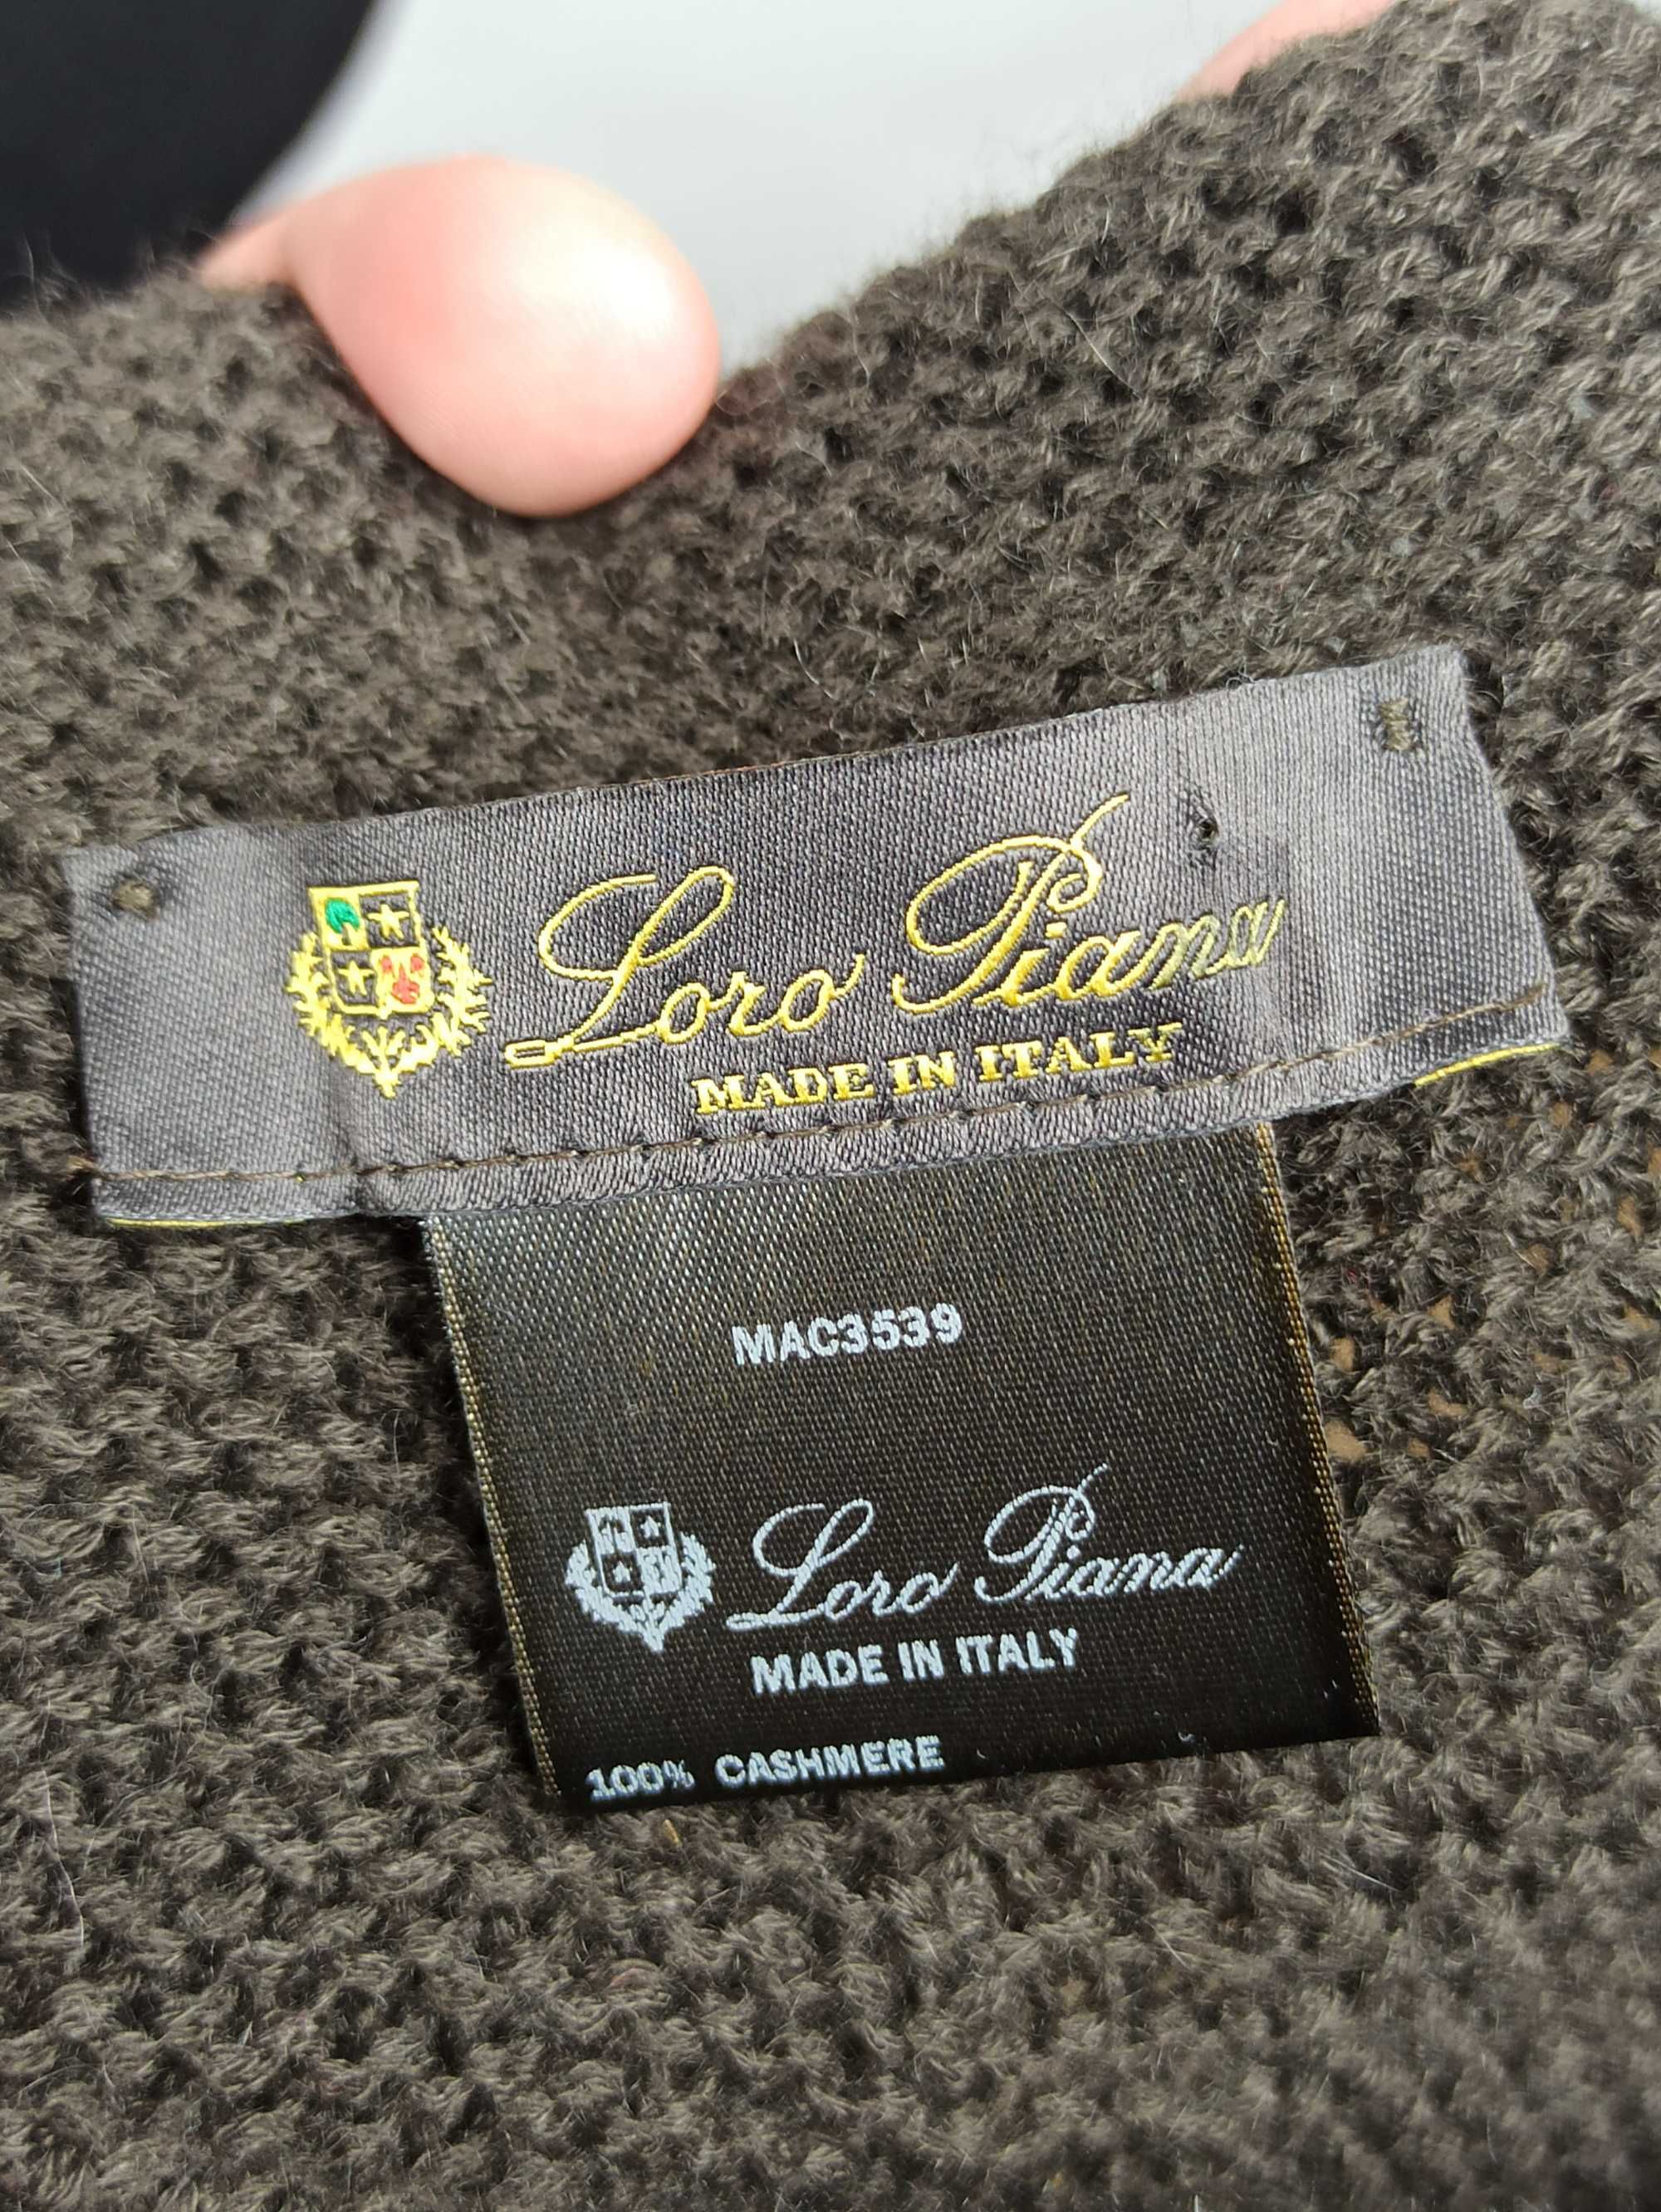 Loro Piana
MADE IN ITALY
MAC3539
Loro Piana
MADE IN ITALY
100% CASHMERE